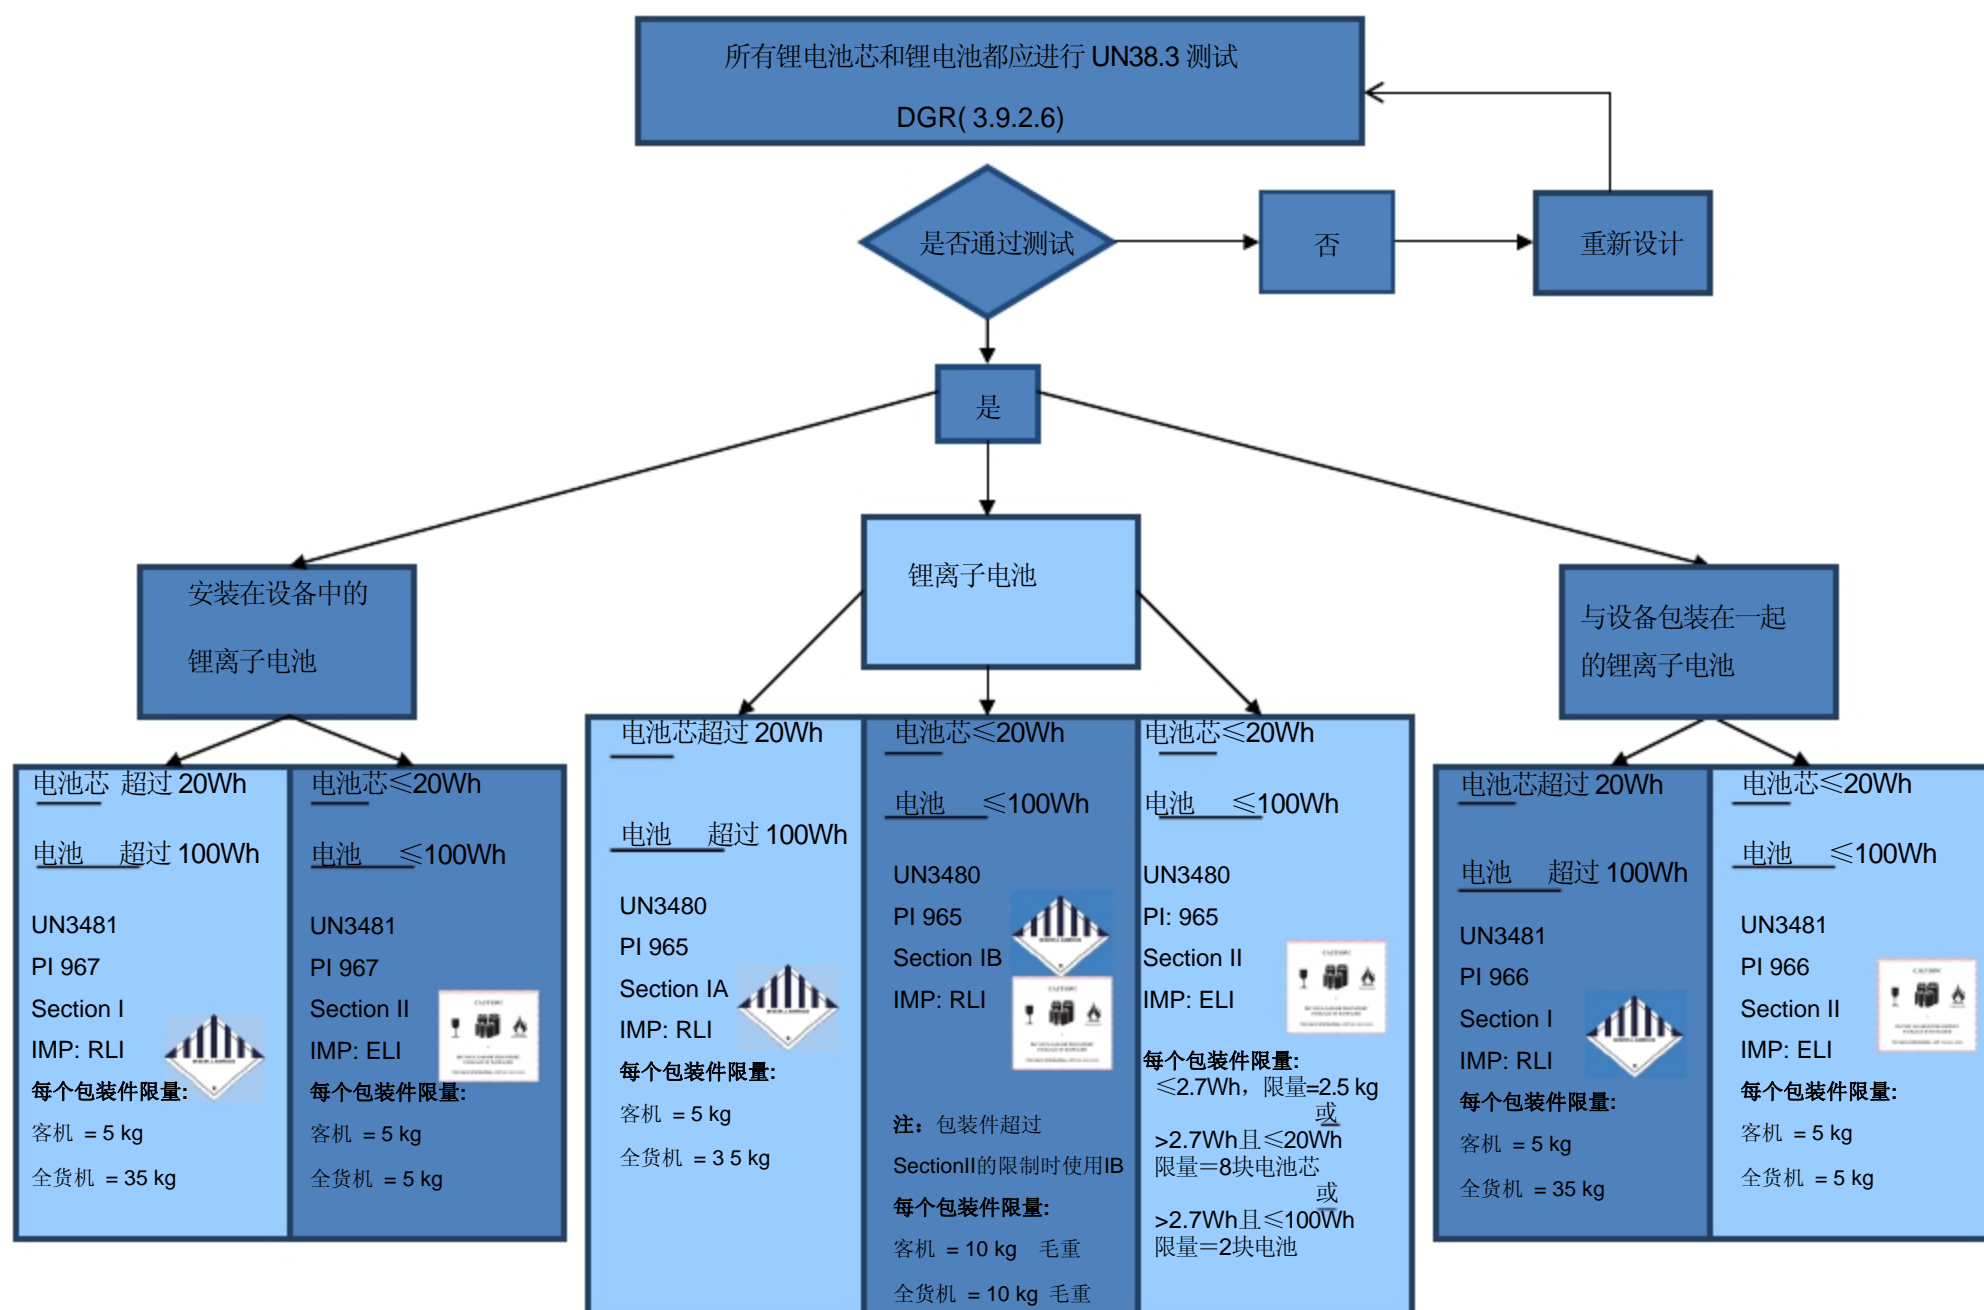 所有锂电池芯和锂电池都应进行 UN38.3 测试
DGR( 3.9.2.6)
是否通过测试
否
重新设计
是
安装在设备中的
锂离子电池
锂离子电池
与设备包装在一起
的锂离子电池
电池芯 超过 20Wh
电池 超过 100Wh
UN3481
PI 967
Section I
IMP: RLI
每个包装件限量:
客机 = 5 kg
全货机 = 35 kg
电池芯≤20Wh
电池 ≤100Wh
UN3481
PI 967
Section II
IMP: ELI
每个包装件限量:
客机 = 5 kg
全货机 = 5 kg
电池芯超过 20Wh
电池 超过 100Wh
UN3480
PI 965
Section IA
IMP: RLI
每个包装件限量:
客机 = 5 kg
全货机 = 3 5 kg
电池芯≤20Wh
电池 ≤100Wh
UN3480
PI 965
Section IB
IMP: RLI
注: 包装件超过
SectionII的限制时使用IB
每个包装件限量:
客机 = 10 kg 毛重
全货机 = 10 kg 毛重
电池芯≤20Wh
电池 ≤100Wh
UN3480
PI: 965
Section II
IMP: ELI
每个包装件限量:
≤2.7Wh, 限量=2.5 kg
或
>2.7Wh且≤20Wh
限量=8块电池芯
或
>2.7Wh且≤100Wh
限量=2块电池
电池芯超过 20Wh
电池 超过 100Wh
UN3481
PI 966
Section I
IMP: RLI
每个包装件限量:
客机 = 5 kg
全货机 = 35 kg
电池芯≤20Wh
电池 ≤100Wh
UN3481
PI 966
Section II
IMP: ELI
每个包装件限量:
客机 = 5 kg
全货机 = 5 kg